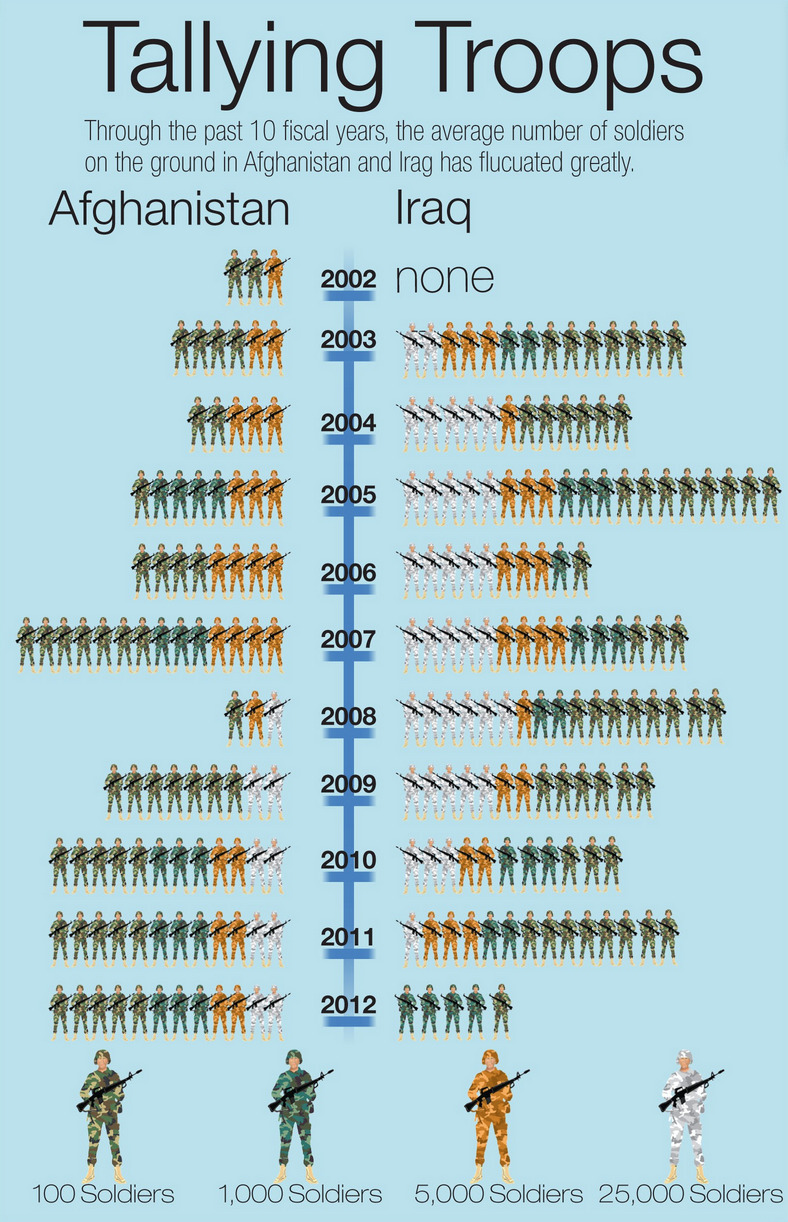 Tallying Troops
Through the past 10 fiscal years, the average number of soldiers
on the ground in Afghanistan and Irag has flucuated greatly.
Afghanistan
Iraq
2002
none
2003
2004
2005
2006
2007
2008
2009
2010
2011
2012
100 Soldiers
1,000 Soldiers
5,000 Soldiers
25,000 Soldiers